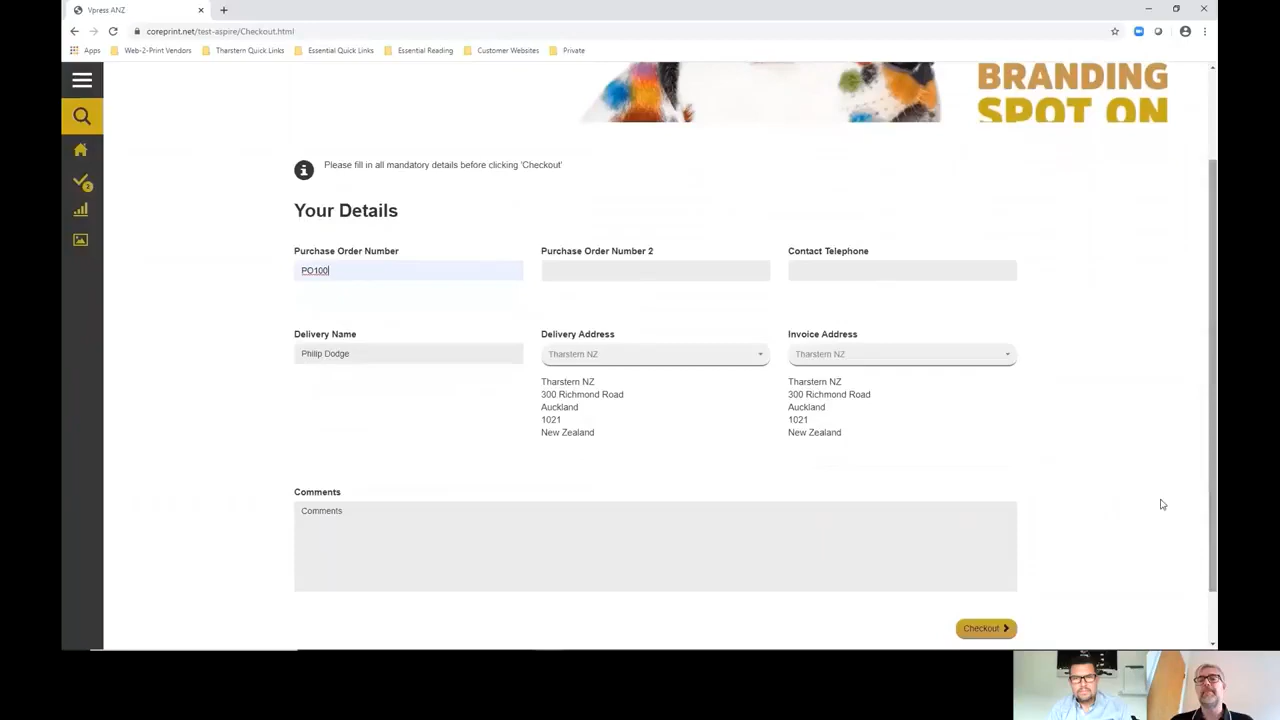 Vpress ANZ
coreprint.net/test-aspire/Checkout.html
Apps Web-2-Print Vendors Tharstern Quick Links Essential Quick Links Essential Reading Customer Websites Private
BRANDING
SPOT ON
Please fill in all mandatory details before clicking 'Checkout'
2
Your Details
Purchase Order Number Purchase Order Number 2 Contact Telephone
PO100
Delivery Name Delivery Address Invoice Address
Philip Dodge Tharstern NZ Tharstern NZ
Tharstern NZ Tharstern NZ
300 Richmond Road 300 Richmond Road
Auckland Auckland
1021 1021
New Zealand New Zealand
Comments
Comments
Checkout